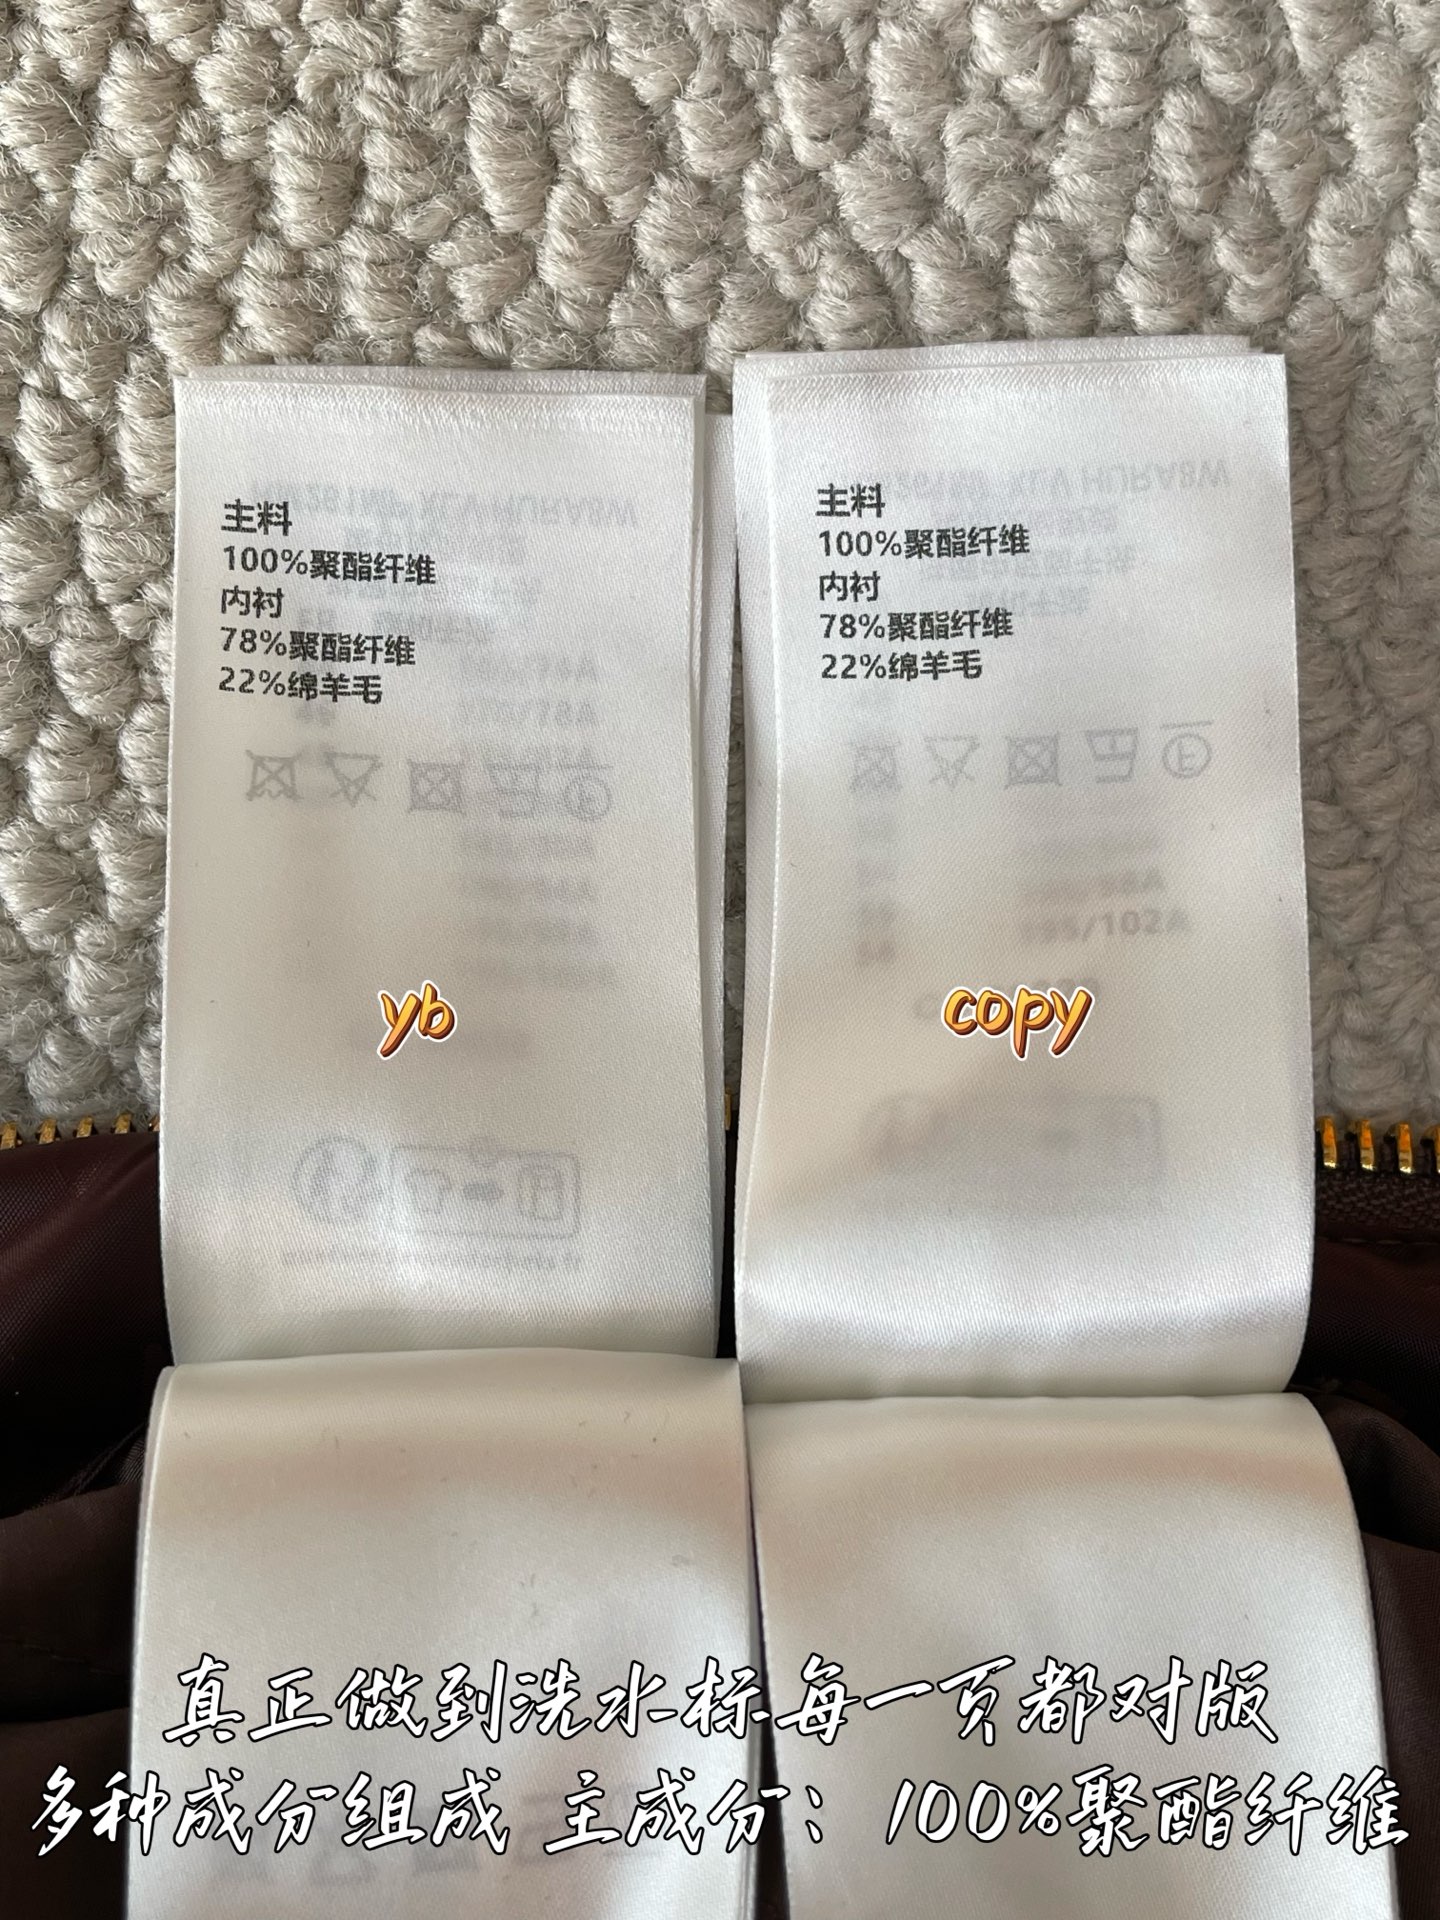 主料
100%聚酯纤维
内衬
78%聚酯纤维
22%绵羊毛
yb
主料
100%聚酯纤维
内衬
78%聚酯纤维
22%绵羊毛
195/102A
copy
真正做到洗水标每一页都对版
多种成分组成 主成分：100%聚酯纤维